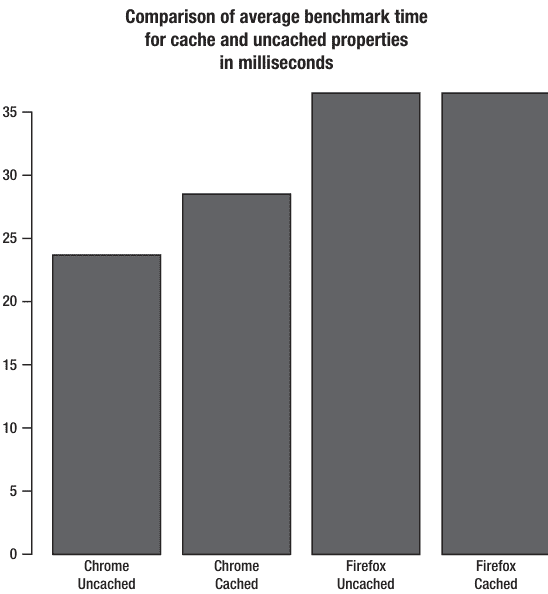 Comparison of average benchmark time
for cache and uncached properties
in milliseconds
35
30
25
20
15
10
5
0
Chrome
Uncached
Chrome
Cached
Firefox
Uncached
Firefox
Cached